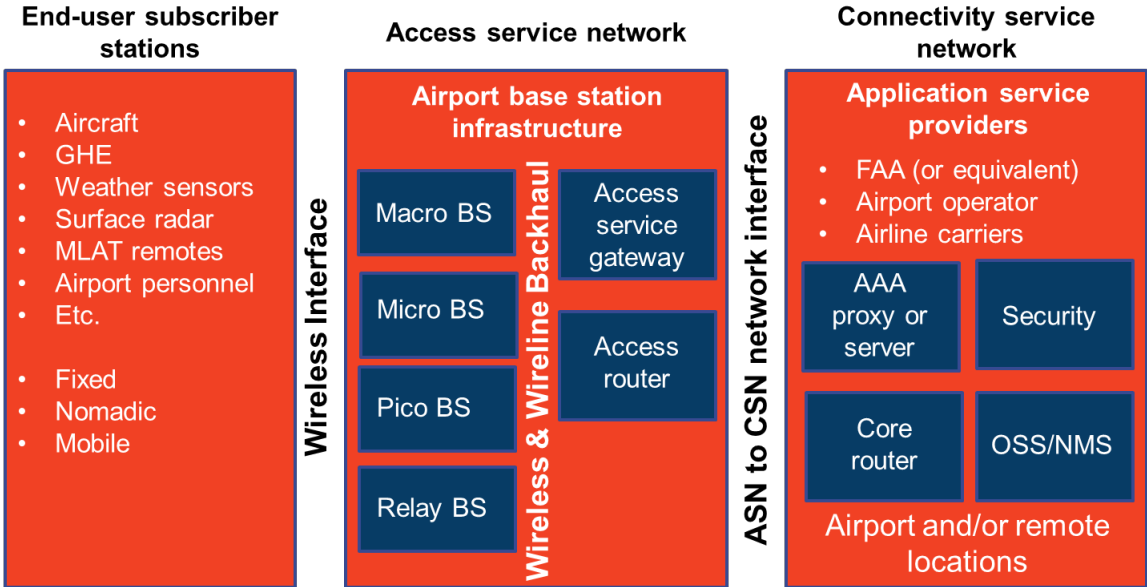 End-user subscriber
stations
• Aircraft
• GHE
• Weather sensors
• Surface radar
• MLAT remotes
• Airport personnel
• Etc.
• Fixed
• Nomadic
• Mobile
Wireless Interface
Access service network
Airport base station
infrastructure
Macro BS
Micro BS
Pico BS
Relay BS
Wireless & Wireline Backhaul
Access
service
gateway
Access
router
ASN to CSN network interface
Connectivity service
network
Application service
providers
• FAA (or equivalent)
• Airport operator
• Airline carriers
AAA
proxy or
server
Security
Core
router
OSS/NMS
Airport and/or remote
locations